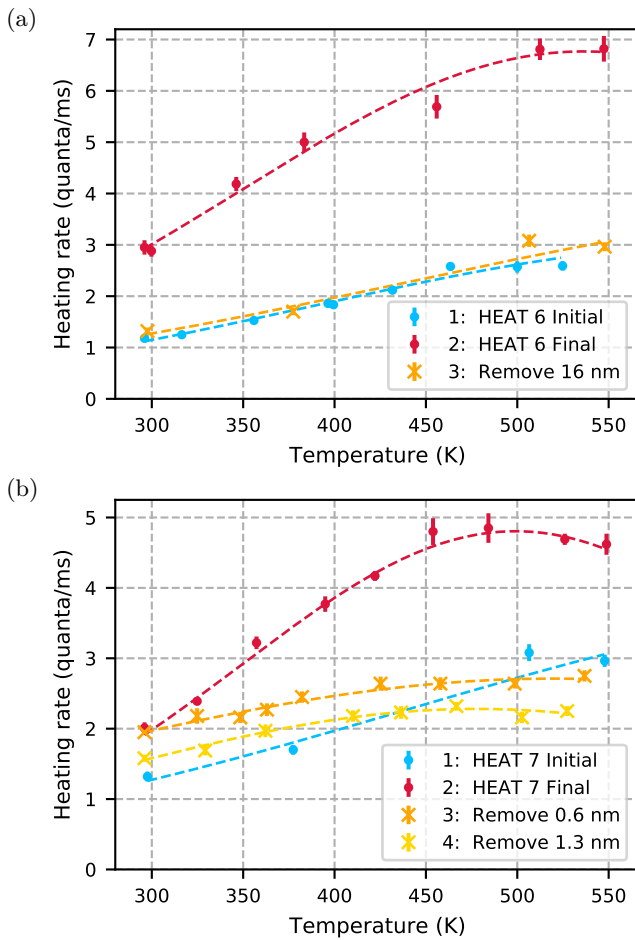 (a)
7
6
5
4
3
2
1
0
Heating rate (quanta/ms)
1: HEAT 6 Initial
2: HEAT 6 Final
3: Remove 16 nm
300 350 400 450 500 550
Temperature (K)
(b)
5
4
3
2
1
0
Heating rate (quanta/ms)
1: HEAT 7 Initial
2: HEAT 7 Final
3: Remove 0.6 nm
4: Remove 1.3 nm
300 350 400 450 500 550
Temperature (K)